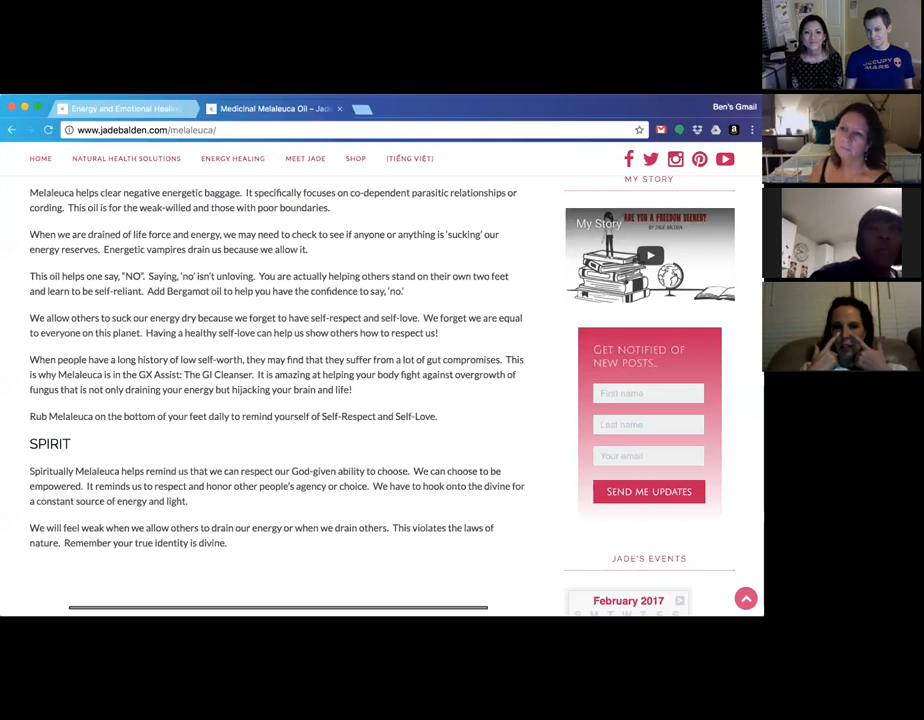 OCCUPY
MARS
Energy and Emotional Healin
Medicinal Melaleuca Oil – Jade
Ben's Gmail
www.jadebalden.com/melaleuca/
HOME NATURAL HEALTH SOLUTIONS ENERGY HEALING MEET JADE SHOP (TIẾNG VIỆT)
MY STORY
Melaleuca helps clear negative energetic baggage. It specifically focuses on co-dependent parasitic relationships or
cording. This oil is for the weak-willed and those with poor boundaries.
When we are drained of life force and energy, we may need to check to see if anyone or anything is 'sucking' our
energy reserves. Energetic vampires drain us because we allow it.
This oil helps one say, "NO". Saying, 'no' isn't unloving. You are actually helping others stand on their own two feet
and learn to be self-reliant. Add Bergamot oil to help you have the confidence to say, 'no.'
We allow others to suck our energy dry because we forget to have self-respect and self-love. We forget we are equal
to everyone on this planet. Having a healthy self-love can help us show others how to respect us!
When people have a long history of low self-worth, they may find that they suffer from a lot of gut compromises. This
is why Melaleuca is in the GX Assist: The GI Cleanser. It is amazing at helping your body fight against overgrowth of
fungus that is not only draining your energy but hijacking your brain and life!
Rub Melaleuca on the bottom of your feet daily to remind yourself of Self-Respect and Self-Love.
SPIRIT
Spiritually Melaleuca helps remind us that we can respect our God-given ability to choose. We can choose to be
empowered. It reminds us to respect and honor other people's agency or choice. We have to hook onto the divine for
a constant source of energy and light.
We will feel weak when we allow others to drain our energy or when we drain others. This violates the laws of
nature. Remember your true identity is divine.
My Story
ARE YOU A FREEDOM SEEKER?
BY JADE BALDEN
GET NOTIFIED OF
NEW POSTS...
First name
Last name
Your email
SEND ME UPDATES
JADE'S EVENTS
February 2017
S M T W T F S